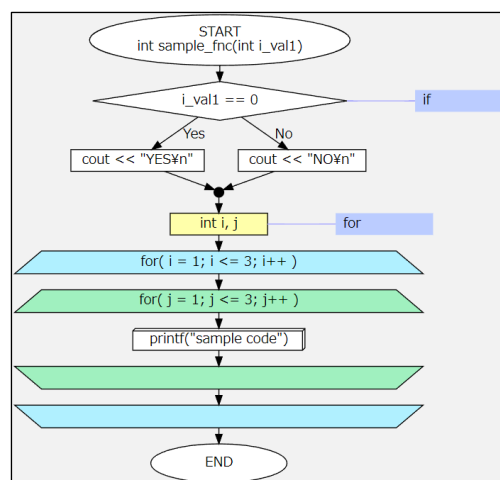 START
int sample_fnc(int i_val1)
i_val1 == 0
if
Yes
No
cout << "YES¥n"
cout << "NO¥n"
int i, j
for
for( i = 1; i <= 3; i++ )
for( j = 1; j <= 3; j++ )
printf("sample code")
END